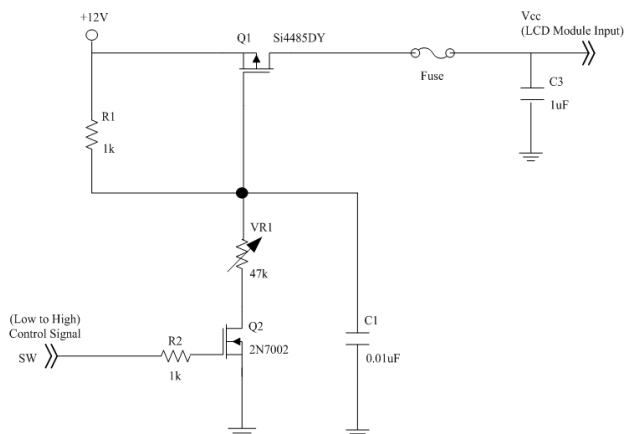 +12V
Q1
Si4485DY
Vcc
(LCD Module Input)
Fuse
C3
1uF
R1
1k
VR1
47k
(Low to High)
Control Signal
SW
R2
1k
Q2
2N7002
C1
0.01uF